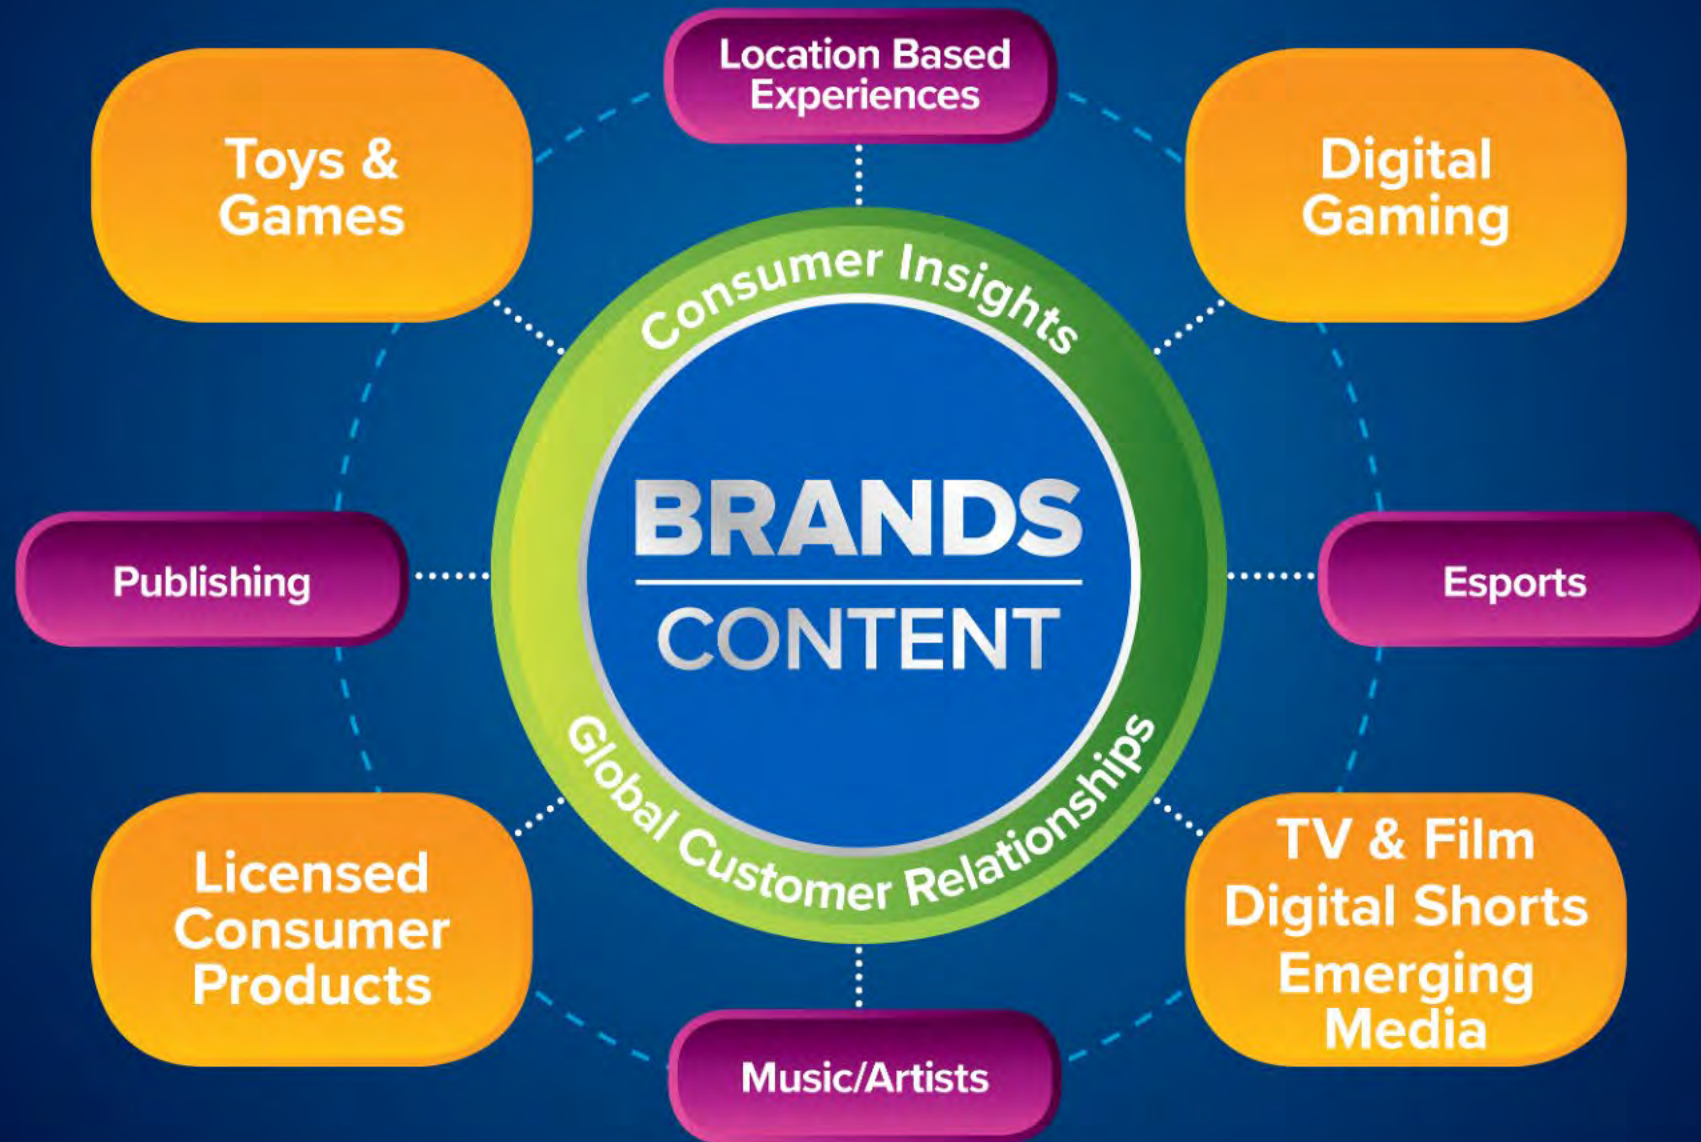 Location Based
Experiences
Toys &
Games
Digital
Gaming
Consumer Insights
BRANDS
CONTENT
Publishing
Esports
Global Customer Relationships
Licensed
Consumer
Products
TV & Film
Digital Shorts
Emerging
Media
Music/Artists